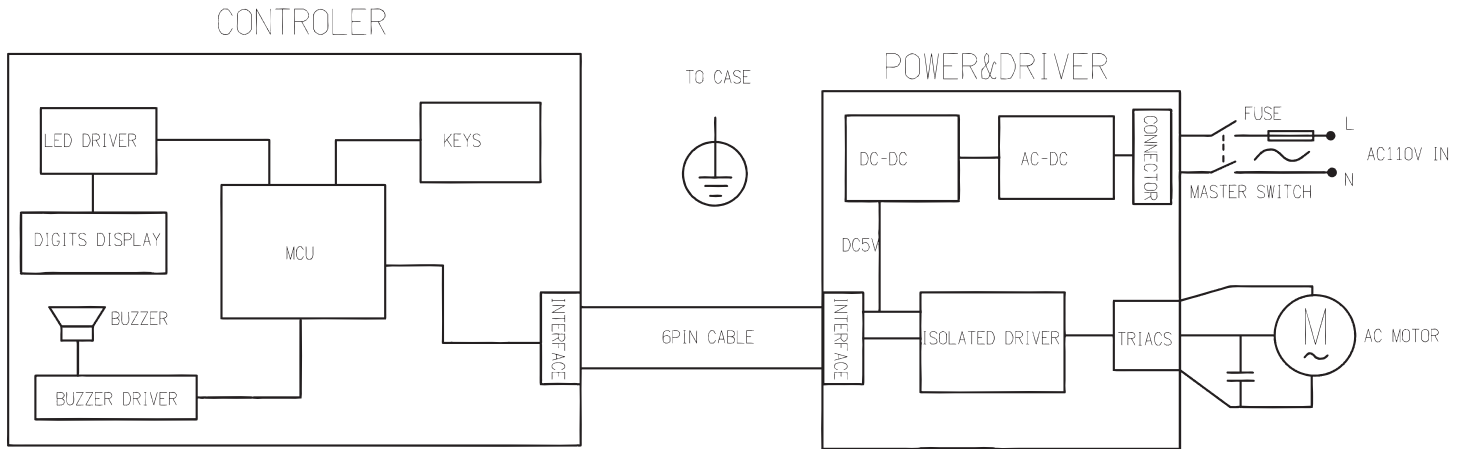 CONTROLER
LED DRIVER
KEYS
DIGITS DISPLAY
MCU
BUZZER
BUZZER DRIVER
INTERFACE
TO CASE
6PIN CABLE
POWER&DRIVER
DC-DC
AC-DC
CONNECTOR
FUSE
L
AC110V IN
N
MASTER SWITCH
DC5V
INTERFACE
ISOLATED DRIVER
TRIACS
M
AC MOTOR